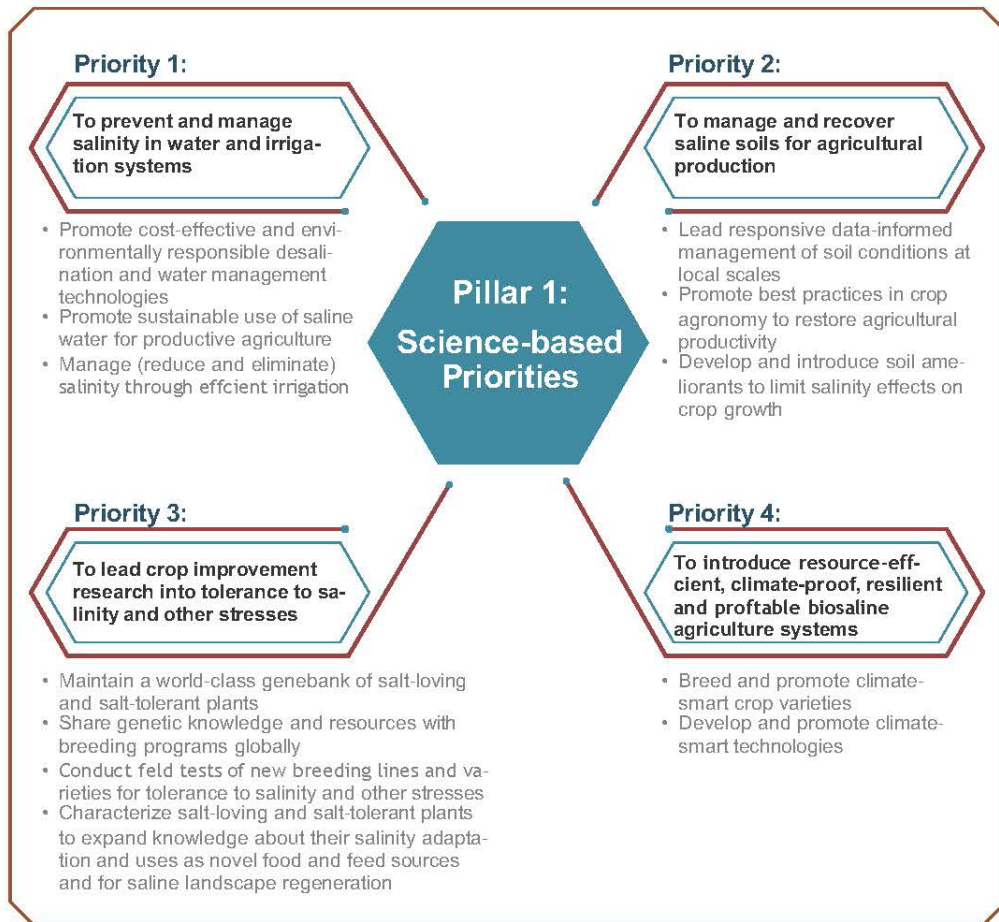 Priority 1:
To prevent and manage
salinity in water and irriga-
tion systems
• Promote cost-effective and envi-
ronmentally responsible desali-
nation and water management
technologies
• Promote sustainable use of saline
water for productive agriculture
• Manage (reduce and eliminate)
salinity through effcient irrigation
Priority 2:
To manage and recover
saline soils for agricultural
production
• Lead responsive data-informed
management of soil conditions at
local scales
• Promote best practices in crop
agronomy to restore agricultural
productivity
• Develop and introduce soil ame-
liorants to limit salinity effects on
crop growth
Pillar 1:
Science-based
Priorities
Priority 3:
To lead crop improvement
research into tolerance to sa-
linity and other stresses
• Maintain a world-class genebank of salt-loving
and salt-tolerant plants
• Share genetic knowledge and resources with
breeding programs globally
• Conduct feld tests of new breeding lines and va-
rieties for tolerance to salinity and other stresses
• Characterize salt-loving and salt-tolerant plants
to expand knowledge about their salinity adapta-
tion and uses as novel food and feed sources
and for saline landscape regeneration
Priority 4:
To introduce resource-eff-
cient, climate-proof, resilient
and proftable biosaline
agriculture systems
• Breed and promote climate-
smart crop varieties
• Develop and promote climate-
smart technologies